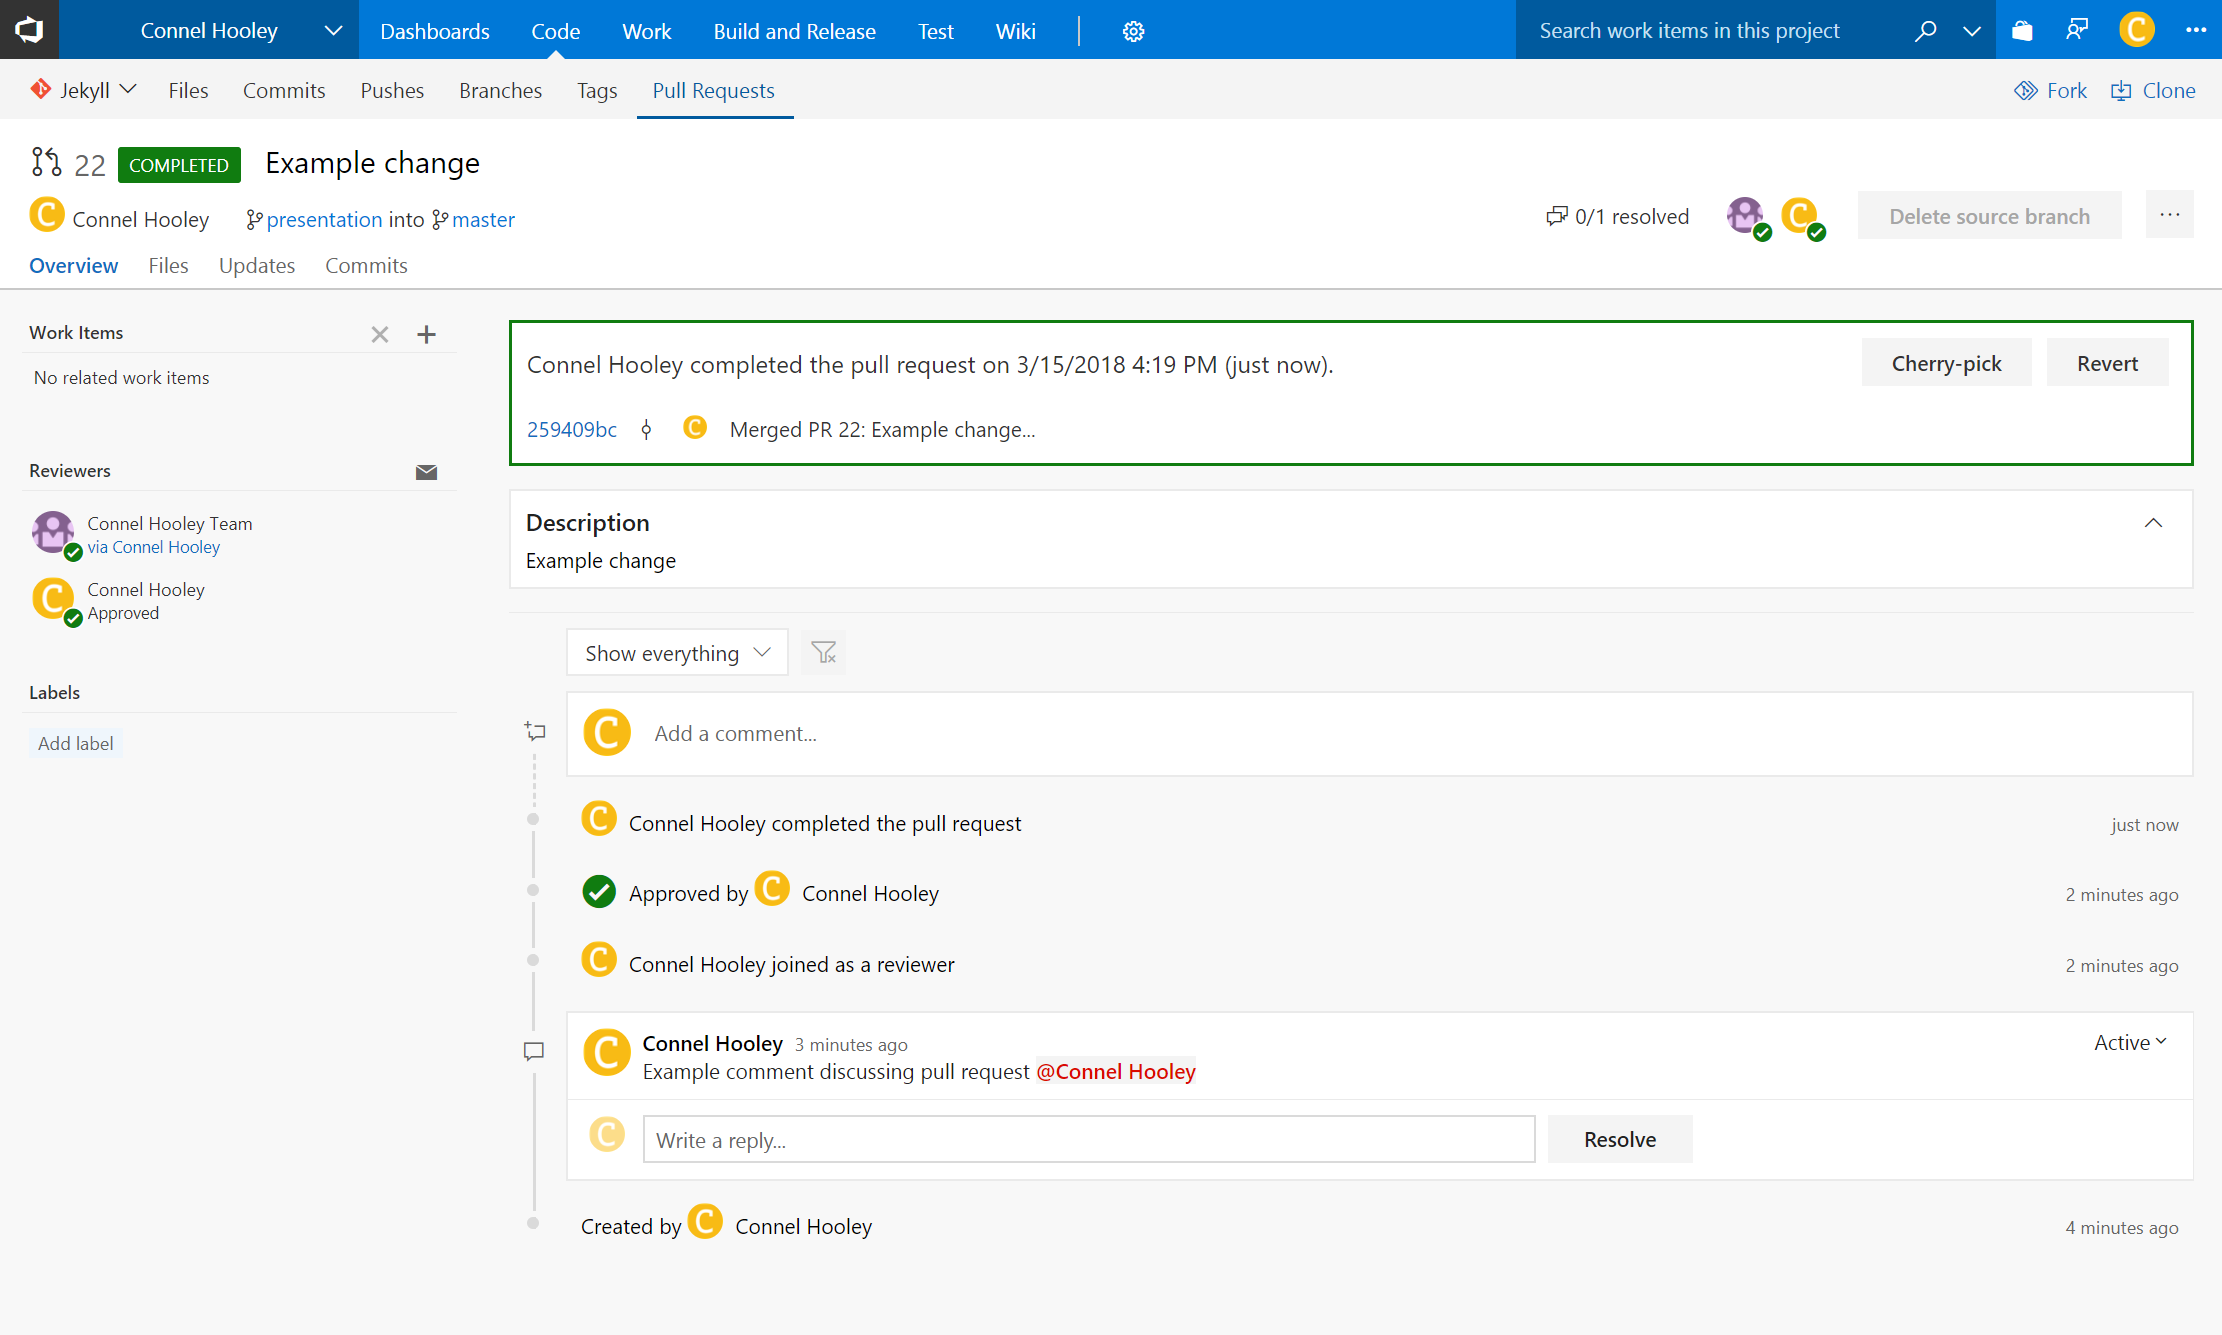 Connel Hooley Dashboards Code Work Build and Release Test Wiki Search work items in this project C
Jekyll Files Commits Pushes Branches Tags Pull Requests Fork Clone
22 COMPLETED Example change
C Connel Hooley presentation into master 0/1 resolved C Delete source branch ...
Overview Files Updates Commits
Work Items
No related work items
Reviewers
Connel Hooley Team
via Connel Hooley
C Connel Hooley
Approved
Labels
Add label
Connel Hooley completed the pull request on 3/15/2018 4:19 PM (just now). Cherry-pick Revert
259409bc C Merged PR 22: Example change...
Description
Example change
Show everything
C Add a comment...
C Connel Hooley completed the pull request just now
Approved by C Connel Hooley 2 minutes ago
C Connel Hooley joined as a reviewer 2 minutes ago
C Connel Hooley 3 minutes ago Active
Example comment discussing pull request @Connel Hooley
C Write a reply... Resolve
Created by C Connel Hooley 4 minutes ago